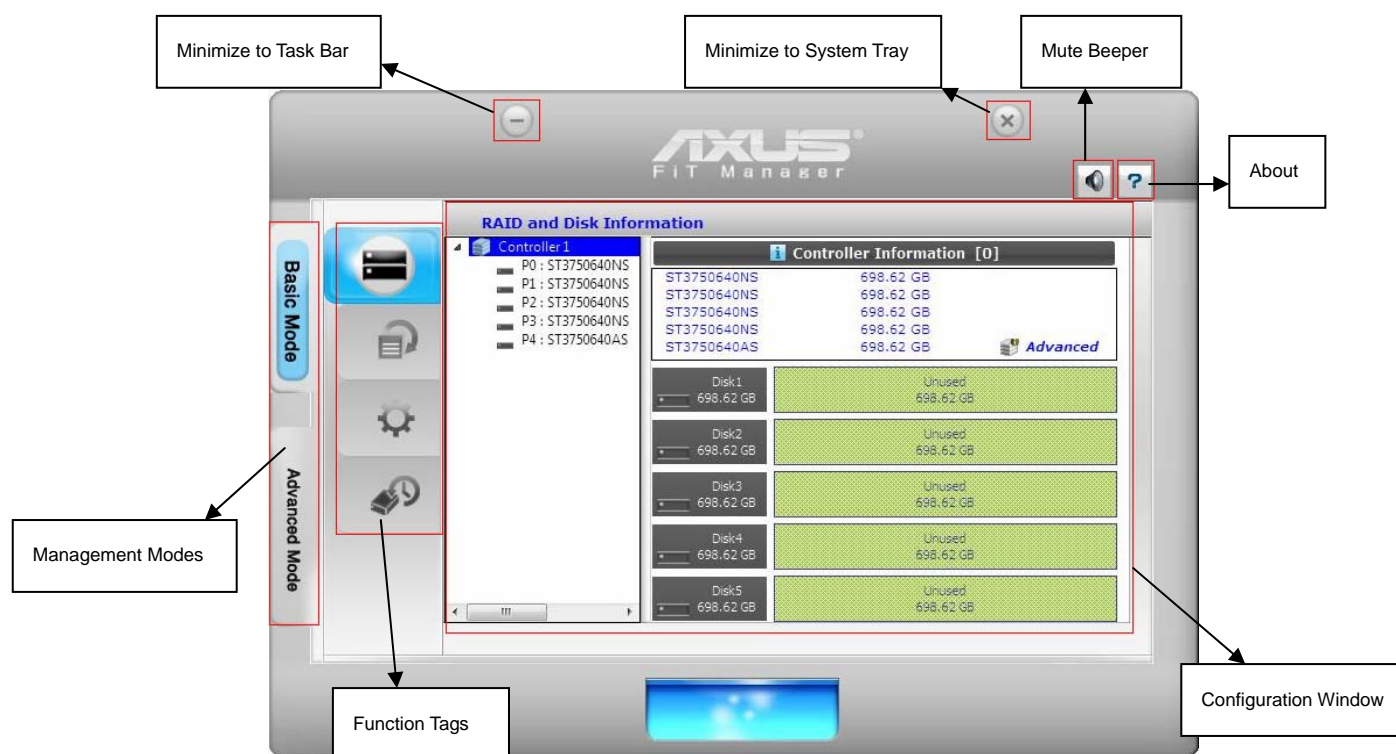 Minimize to Task Bar
Minimize to System Tray
Mute Beeper
AXUS®
FiT Manager
About
RAID and Disk Information
Basic Mode
Advanced Mode
Controller 1
P0 : ST3750640NS
P1 : ST3750640NS
P2 : ST3750640NS
P3 : ST3750640NS
P4 : ST3750640AS
Controller Information [0]
ST3750640NS 698.62 GB
ST3750640NS 698.62 GB
ST3750640NS 698.62 GB
ST3750640NS 698.62 GB
ST3750640AS 698.62 GB
Advanced
Disk1
698.62 GB
Unused
698.62 GB
Disk2
698.62 GB
Unused
698.62 GB
Disk3
698.62 GB
Unused
698.62 GB
Disk4
698.62 GB
Unused
698.62 GB
Disk5
698.62 GB
Unused
698.62 GB
Management Modes
Function Tags
Configuration Window